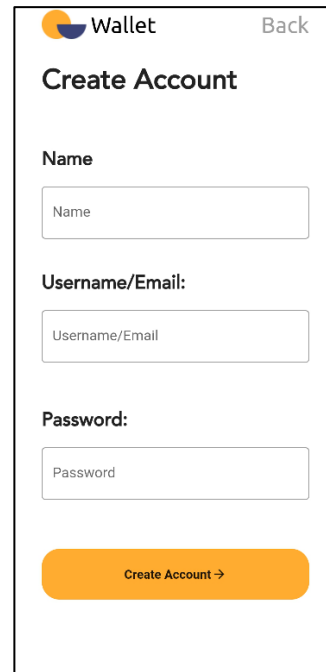 Wallet Back
Create Account
Name
Name
Username/Email:
Username/Email
Password:
Password
Create Account →